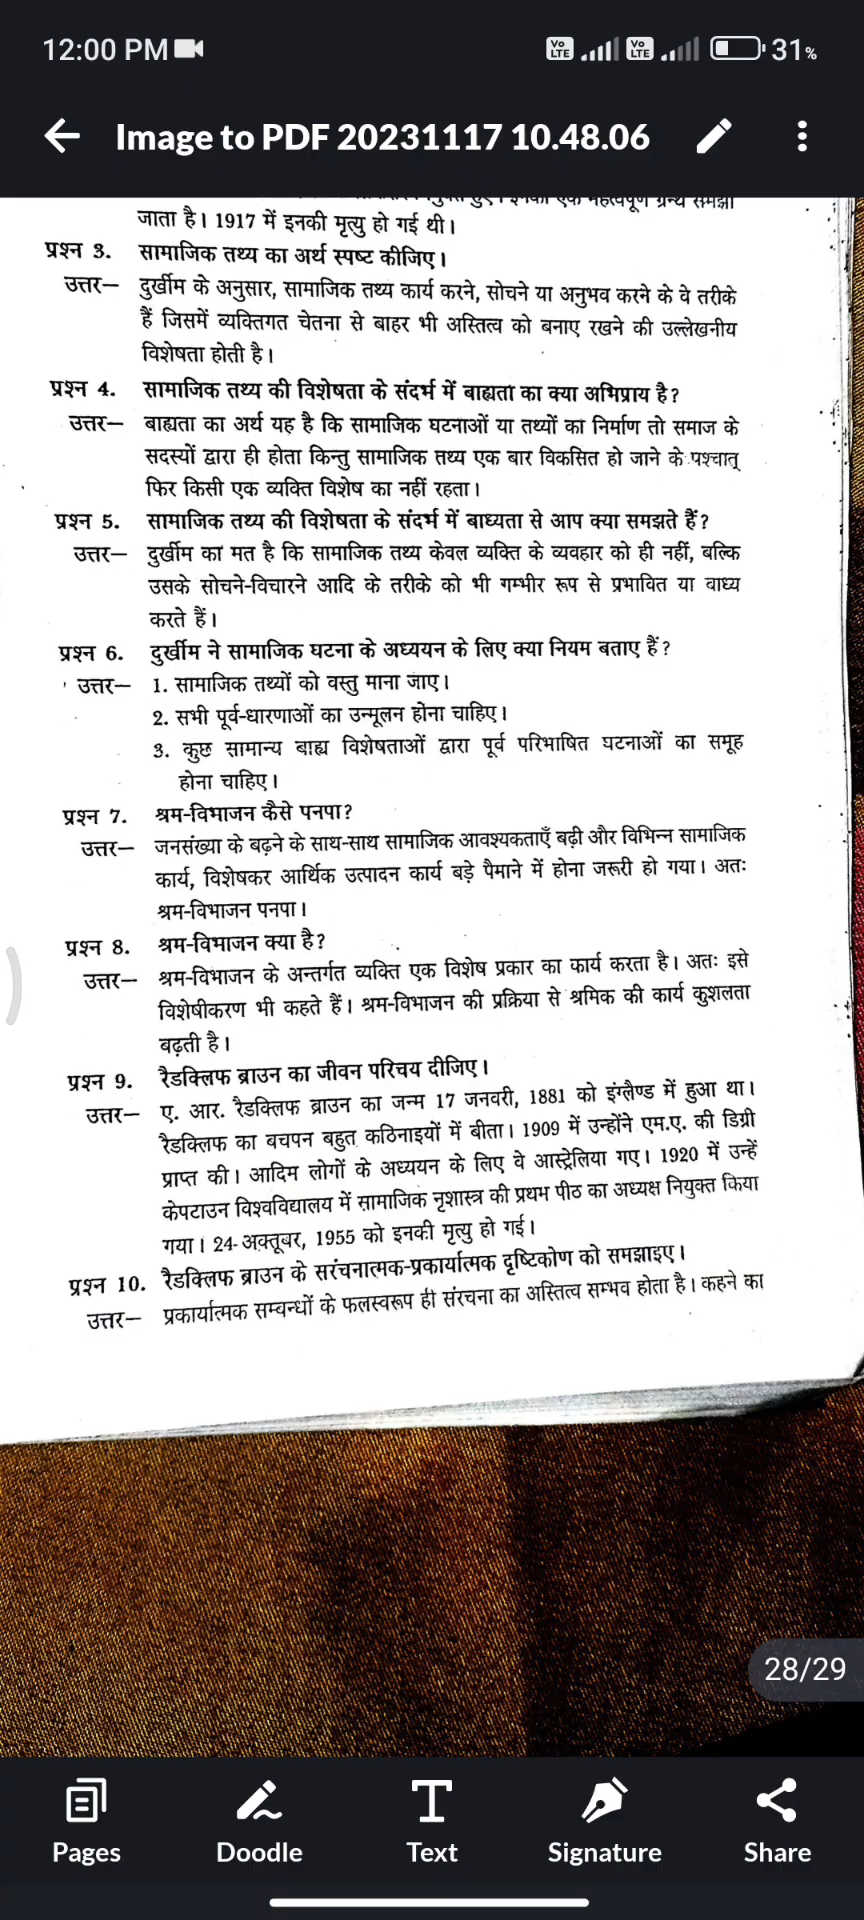 12:00 PM
Vo LTE Vo LTE 31%
Image to PDF 20231117 10.48.06
एक महत्वपूर्ण ग्रन्थ समझा
जाता है। 1917 में इनकी मृत्यु हो गई थी।
प्रश्न 3. सामाजिक तथ्य का अर्थ स्पष्ट कीजिए।
उत्तर— दुर्खीम के अनुसार, सामाजिक तथ्य कार्य करने, सोचने या अनुभव करने के वे तरीके
हैं जिसमें व्यक्तिगत चेतना से बाहर भी अस्तित्व को बनाए रखने की उल्लेखनीय
विशेषता होती है।
प्रश्न 4. सामाजिक तथ्य की विशेषता के संदर्भ में बाह्यता का क्या अभिप्राय है?
उत्तर— बाह्यता का अर्थ यह है कि सामाजिक घटनाओं या तथ्यों का निर्माण तो समाज के
सदस्यों द्वारा ही होता किन्तु सामाजिक तथ्य एक बार विकसित हो जाने के पश्चात्
फिर किसी एक व्यक्ति विशेष का नहीं रहता।
प्रश्न 5. सामाजिक तथ्य की विशेषता के संदर्भ में बाध्यता से आप क्या समझते हैं?
उत्तर— दुर्खीम का मत है कि सामाजिक तथ्य केवल व्यक्ति के व्यवहार को ही नहीं, बल्कि
उसके सोचने-विचारने आदि के तरीके को भी गम्भीर रूप से प्रभावित या बाध्य
करते हैं।
प्रश्न 6. दुर्खीम ने सामाजिक घटना के अध्ययन के लिए क्या नियम बताए हैं?
उत्तर— 1. सामाजिक तथ्यों को वस्तु माना जाए।
2. सभी पूर्व-धारणाओं का उन्मूलन होना चाहिए।
3. कुछ सामान्य बाह्य विशेषताओं द्वारा पूर्व परिभाषित घटनाओं का समूह
होना चाहिए।
प्रश्न 7. श्रम-विभाजन कैसे पनपा?
उत्तर— जनसंख्या के बढ़ने के साथ-साथ सामाजिक आवश्यकताएँ बढ़ी और विभिन्न सामाजिक
कार्य, विशेषकर आर्थिक उत्पादन कार्य बड़े पैमाने में होना जरूरी हो गया। अतः
श्रम-विभाजन पनपा।
प्रश्न 8. श्रम-विभाजन क्या है?
उत्तर— श्रम-विभाजन के अन्तर्गत व्यक्ति एक विशेष प्रकार का कार्य करता है। अतः इसे
विशेषीकरण भी कहते हैं। श्रम-विभाजन की प्रक्रिया से श्रमिक की कार्य कुशलता
बढ़ती है।
प्रश्न 9. रैडक्लिफ ब्राउन का जीवन परिचय दीजिए।
उत्तर— ए. आर. रैडक्लिफ ब्राउन का जन्म 17 जनवरी, 1881 को इंग्लैण्ड में हुआ था।
रैडक्लिफ का बचपन बहुत कठिनाइयों में बीता। 1909 में उन्होंने एम.ए. की डिग्री
प्राप्त की। आदिम लोगों के अध्ययन के लिए वे आस्ट्रेलिया गए। 1920 में उन्हें
केपटाउन विश्वविद्यालय में सामाजिक नृशास्त्र की प्रथम पीठ का अध्यक्ष नियुक्त किया
गया। 24-अक्तूबर, 1955 को इनकी मृत्यु हो गई।
प्रश्न 10. रैडक्लिफ ब्राउन के सरंचनात्मक-प्रकार्यात्मक दृष्टिकोण को समझाइए।
उत्तर— प्रकार्यात्मक सम्बन्धों के फलस्वरूप ही संरचना का अस्तित्व सम्भव होता है। कहने का
28/29
Pages Doodle Text Signature Share